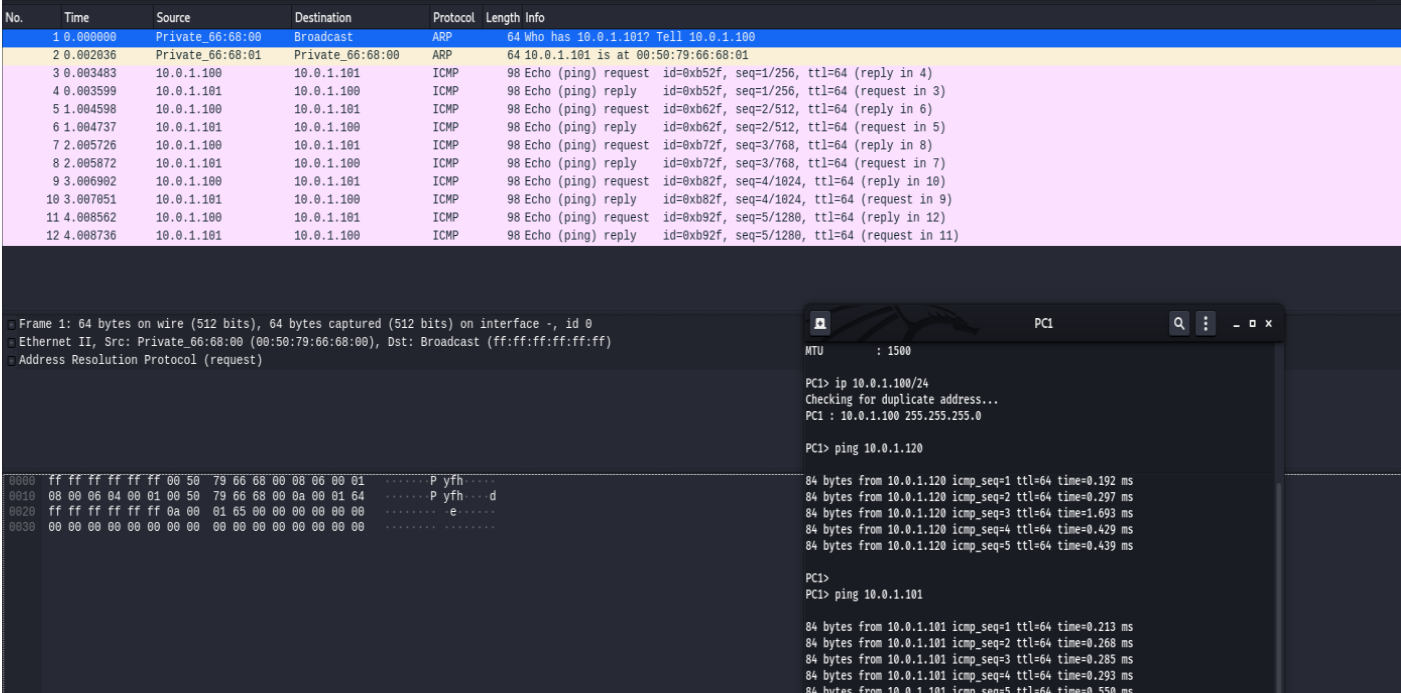 No. Time Source Destination Protocol Length Info
1 0.000000 Private_66:68:00 Broadcast ARP 64 Who has 10.0.1.101? Tell 10.0.1.100
2 0.002036 Private_66:68:01 Private_66:68:00 ARP 64 10.0.1.101 is at 00:50:79:66:68:01
3 0.003483 10.0.1.100 10.0.1.101 ICMP 98 Echo (ping) request id=0xb52f, seq=1/256, ttl=64 (reply in 4)
4 0.003599 10.0.1.101 10.0.1.100 ICMP 98 Echo (ping) reply id=0xb52f, seq=1/256, ttl=64 (request in 3)
5 1.004598 10.0.1.100 10.0.1.101 ICMP 98 Echo (ping) request id=0xb62f, seq=2/512, ttl=64 (reply in 6)
6 1.004737 10.0.1.101 10.0.1.100 ICMP 98 Echo (ping) reply id=0xb62f, seq=2/512, ttl=64 (request in 5)
7 2.005726 10.0.1.100 10.0.1.101 ICMP 98 Echo (ping) request id=0xb72f, seq=3/768, ttl=64 (reply in 8)
8 2.005872 10.0.1.101 10.0.1.100 ICMP 98 Echo (ping) reply id=0xb72f, seq=3/768, ttl=64 (request in 7)
9 3.006902 10.0.1.100 10.0.1.101 ICMP 98 Echo (ping) request id=0xb82f, seq=4/1024, ttl=64 (reply in 10)
10 3.007051 10.0.1.101 10.0.1.100 ICMP 98 Echo (ping) reply id=0xb82f, seq=4/1024, ttl=64 (request in 9)
11 4.008562 10.0.1.100 10.0.1.101 ICMP 98 Echo (ping) request id=0xb92f, seq=5/1280, ttl=64 (reply in 12)
12 4.008736 10.0.1.101 10.0.1.100 ICMP 98 Echo (ping) reply id=0xb92f, seq=5/1280, ttl=64 (request in 11)
Frame 1: 64 bytes on wire (512 bits), 64 bytes captured (512 bits) on interface -, id 0
Ethernet II, Src: Private_66:68:00 (00:50:79:66:68:00), Dst: Broadcast (ff:ff:ff:ff:ff:ff)
Address Resolution Protocol (request)
0000 ff ff ff ff ff ff 00 50 79 66 68 00 08 06 00 01 ·······P yfh·····
0010 08 00 06 04 00 01 00 50 79 66 68 00 0a 00 01 64 ·······P yfh····d
0020 ff ff ff ff ff ff 0a 00 01 65 00 00 00 00 00 00 ········ ·e······
0030 00 00 00 00 00 00 00 00 00 00 00 00 00 00 00 00 ········ ········
PC1
MTU : 1500
PC1> ip 10.0.1.100/24
Checking for duplicate address...
PC1 : 10.0.1.100 255.255.255.0
PC1> ping 10.0.1.120
84 bytes from 10.0.1.120 icmp_seq=1 ttl=64 time=0.192 ms
84 bytes from 10.0.1.120 icmp_seq=2 ttl=64 time=0.297 ms
84 bytes from 10.0.1.120 icmp_seq=3 ttl=64 time=1.693 ms
84 bytes from 10.0.1.120 icmp_seq=4 ttl=64 time=0.429 ms
84 bytes from 10.0.1.120 icmp_seq=5 ttl=64 time=0.439 ms
PC1>
PC1> ping 10.0.1.101
84 bytes from 10.0.1.101 icmp_seq=1 ttl=64 time=0.213 ms
84 bytes from 10.0.1.101 icmp_seq=2 ttl=64 time=0.268 ms
84 bytes from 10.0.1.101 icmp_seq=3 ttl=64 time=0.285 ms
84 bytes from 10.0.1.101 icmp_seq=4 ttl=64 time=0.293 ms
84 bytes from 10.0.1.101 icmp_seq=5 ttl=64 time=0.550 ms